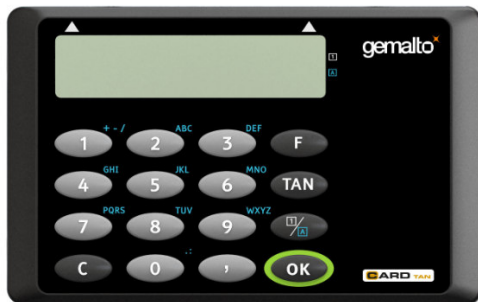 gemalto
1
A
+ - / ABC DEF
1 2 3 F
GHI JKL MNO
4 5 6 TAN
PQRS TUV WXYZ
7 8 9 1/A
.:
C 0 , OK
CARD TAN